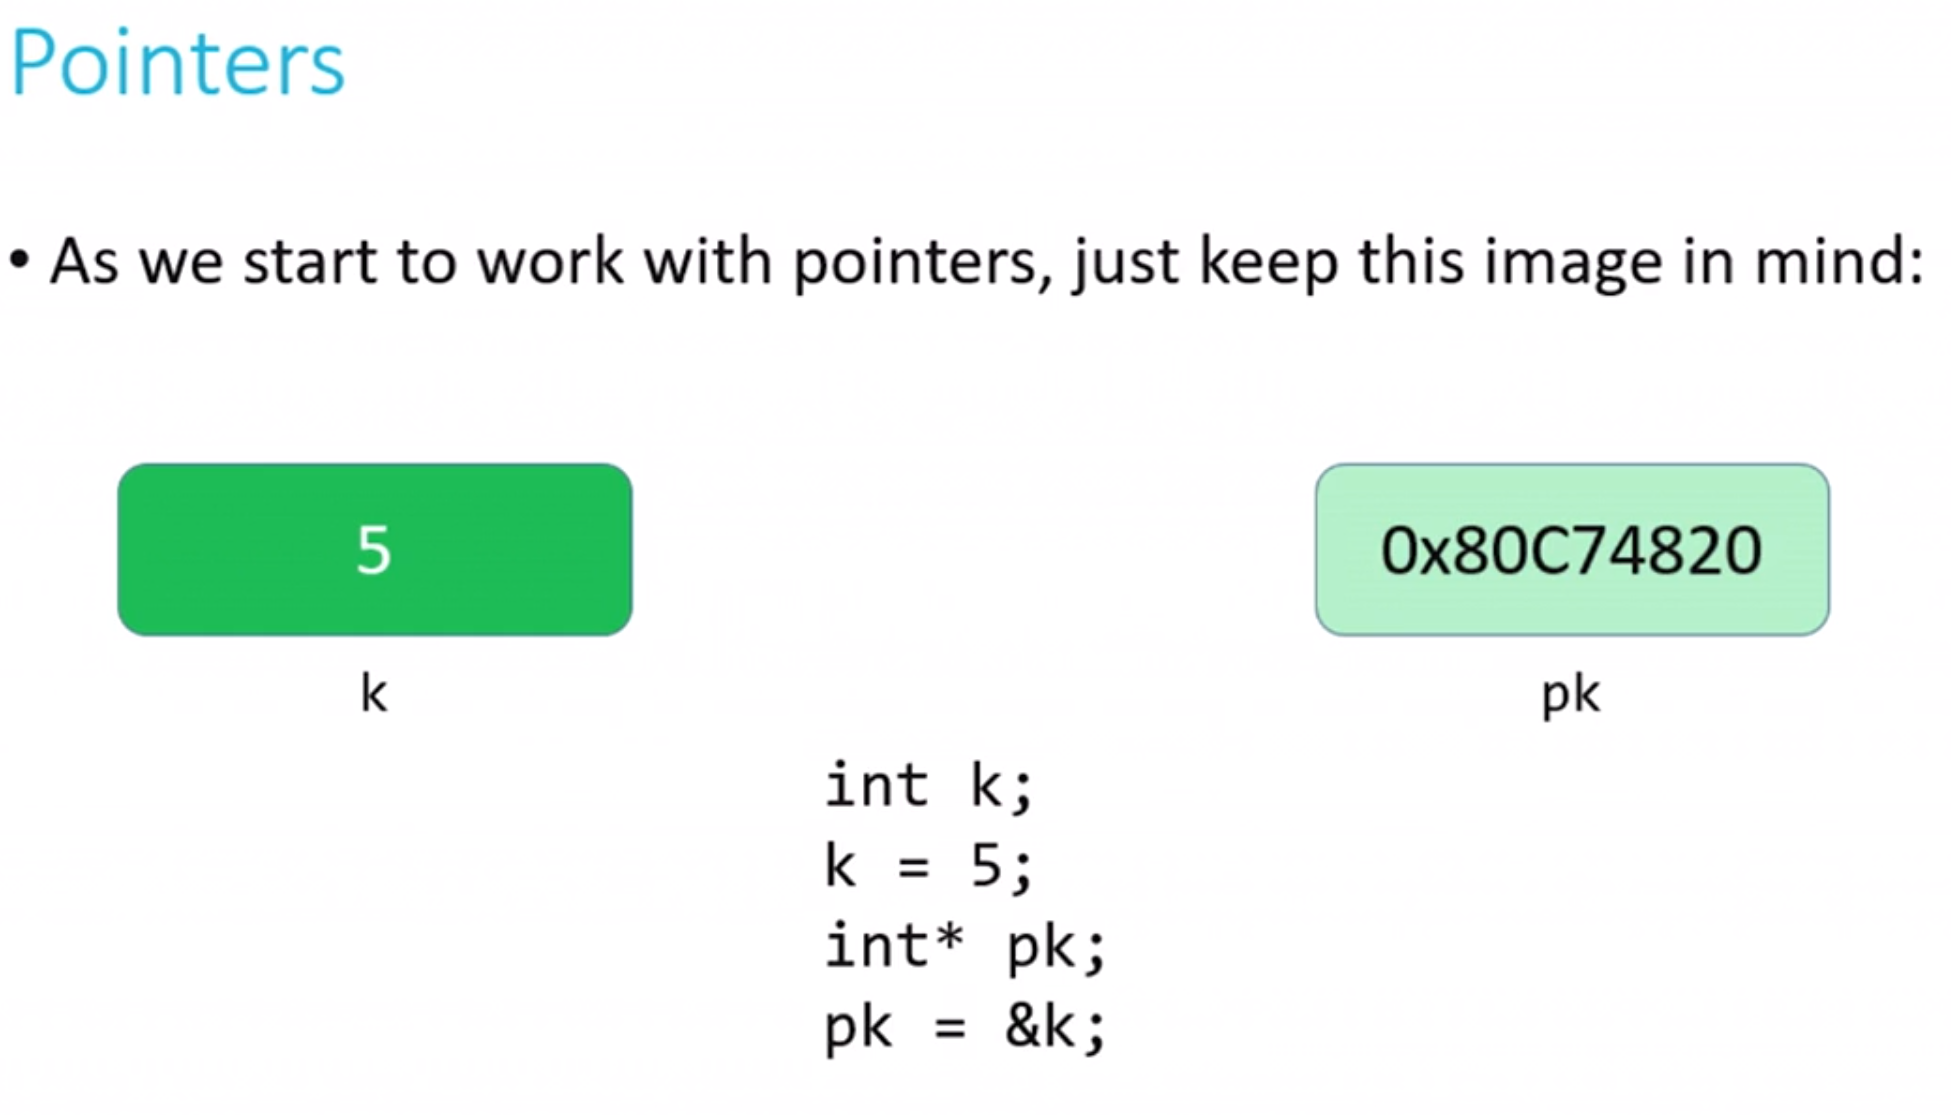 Pointers
• As we start to work with pointers, just keep this image in mind:
5
0x80C74820
k
pk
int k;
k = 5;
int* pk;
pk = &k;